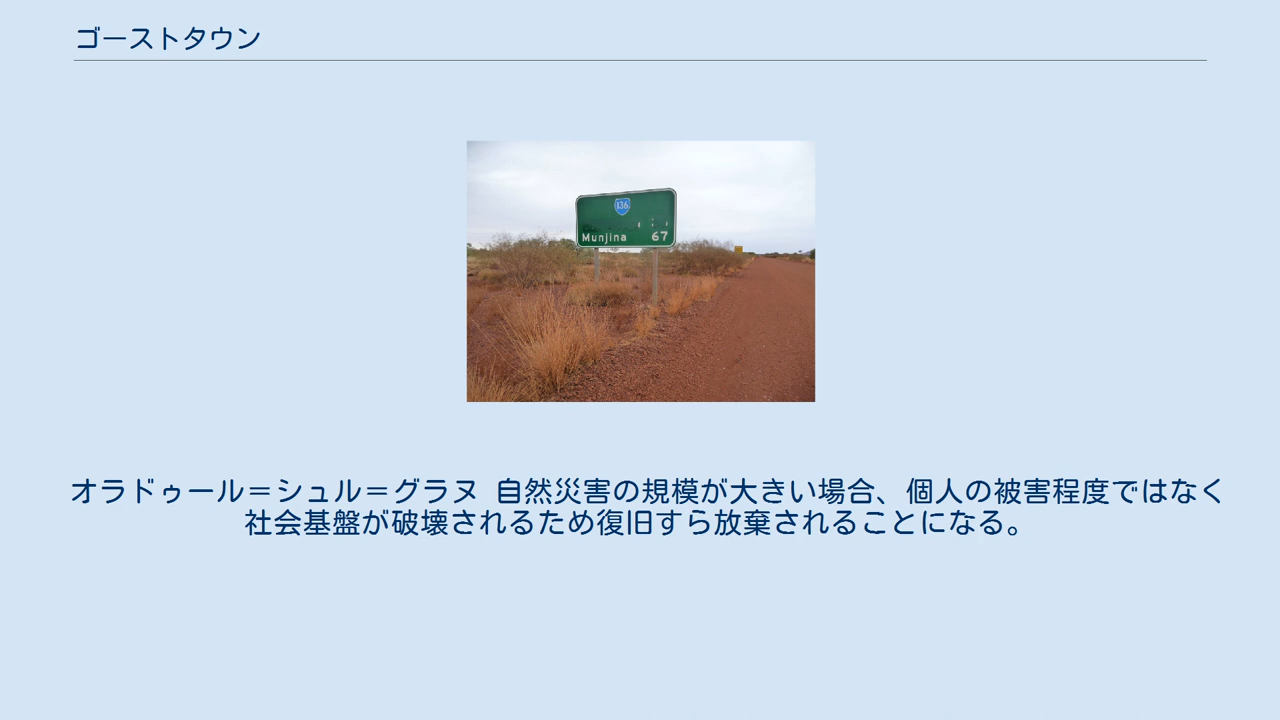 ゴーストタウン
136
Munjina 67
オラドゥール＝シュル＝グラヌ 自然災害の規模が大きい場合、個人の被害程度ではなく
社会基盤が破壊されるため復旧すら放棄されることになる。